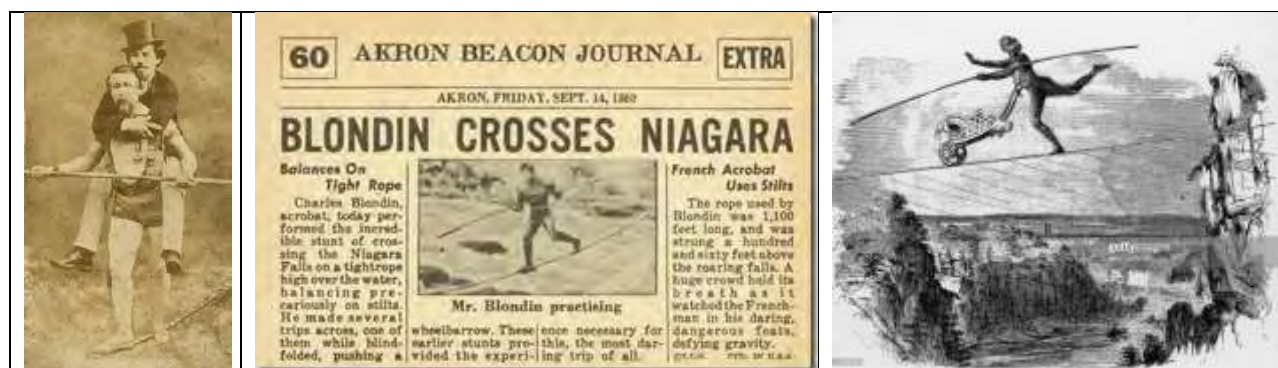 60 AKRON BEACON JOURNAL EXTRA
AKRON, FRIDAY, SEPT. 14, 1860
BLONDIN CROSSES NIAGARA
Balances On
Tight Rope
Charles Blondin,
acrobat, today per-
formed the incred-
ible stunt of cros-
sing the Niagara
Falls on a tightrope
high over the water,
balancing pre-
cariously on stilts.
He made several
trips across, one of
them while blind-
folded, pushing a
Mr. Blondin practising
wheelbarrow. These
earlier stunts pro-
vided the experi-
ence necessary for
this, the most dar-
ing trip of all.
French Acrobat
Uses Stilts
The rope used by
Blondin was 1,100
feet long, and was
strung a hundred
and sixty feet above
the roaring falls. A
huge crowd held its
breath as it
watched the French-
man in his daring,
dangerous feats,
defying gravity.